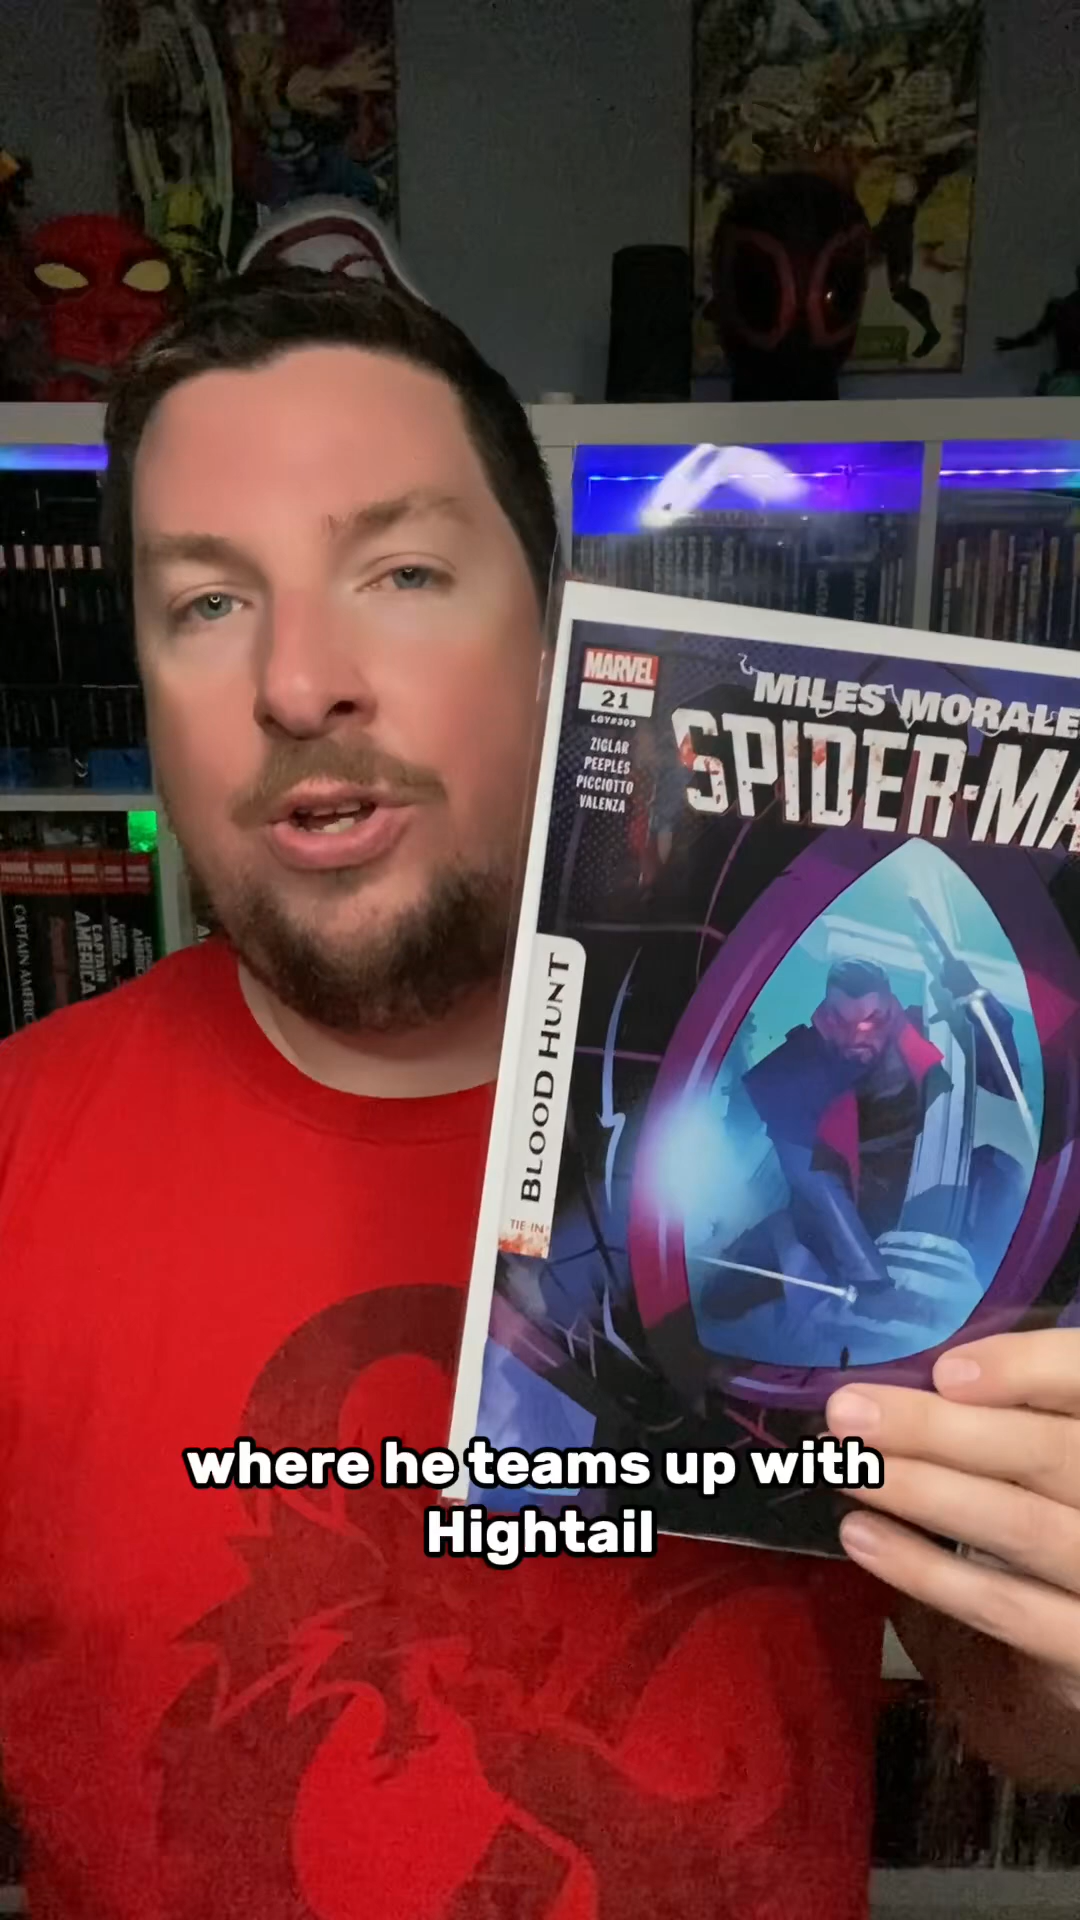 MARVEL
21
LGY#303
ZIGLAR
PEEPLES
PICCIOTTO
VALENZA
MILES MORALE
SPIDER-MA
BLOOD HUNT
TIE-IN
CAPTAIN AMERIC
CAPTAIN AMERICA
where he teams up with
Hightail